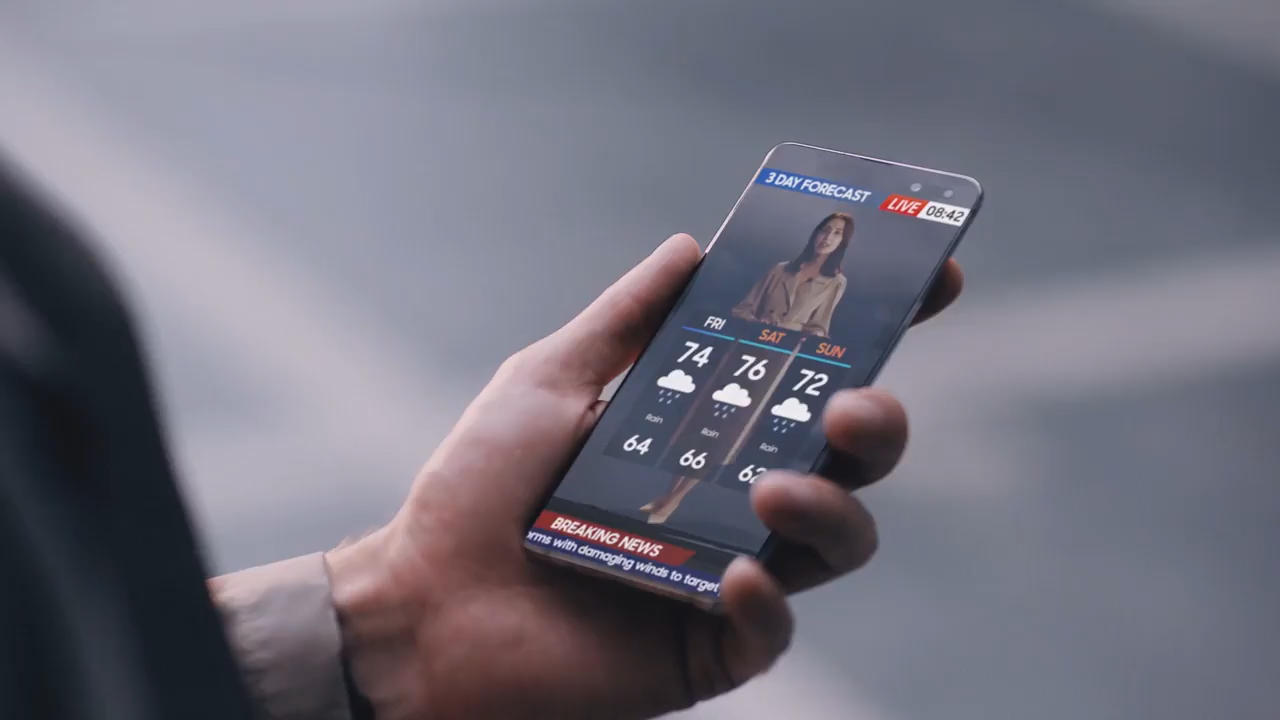 3 DAY FORECAST
LIVE 08:42
FRI SAT SUN
74 76 72
Rain Rain Rain
64 66
BREAKING NEWS
with damaging winds to target